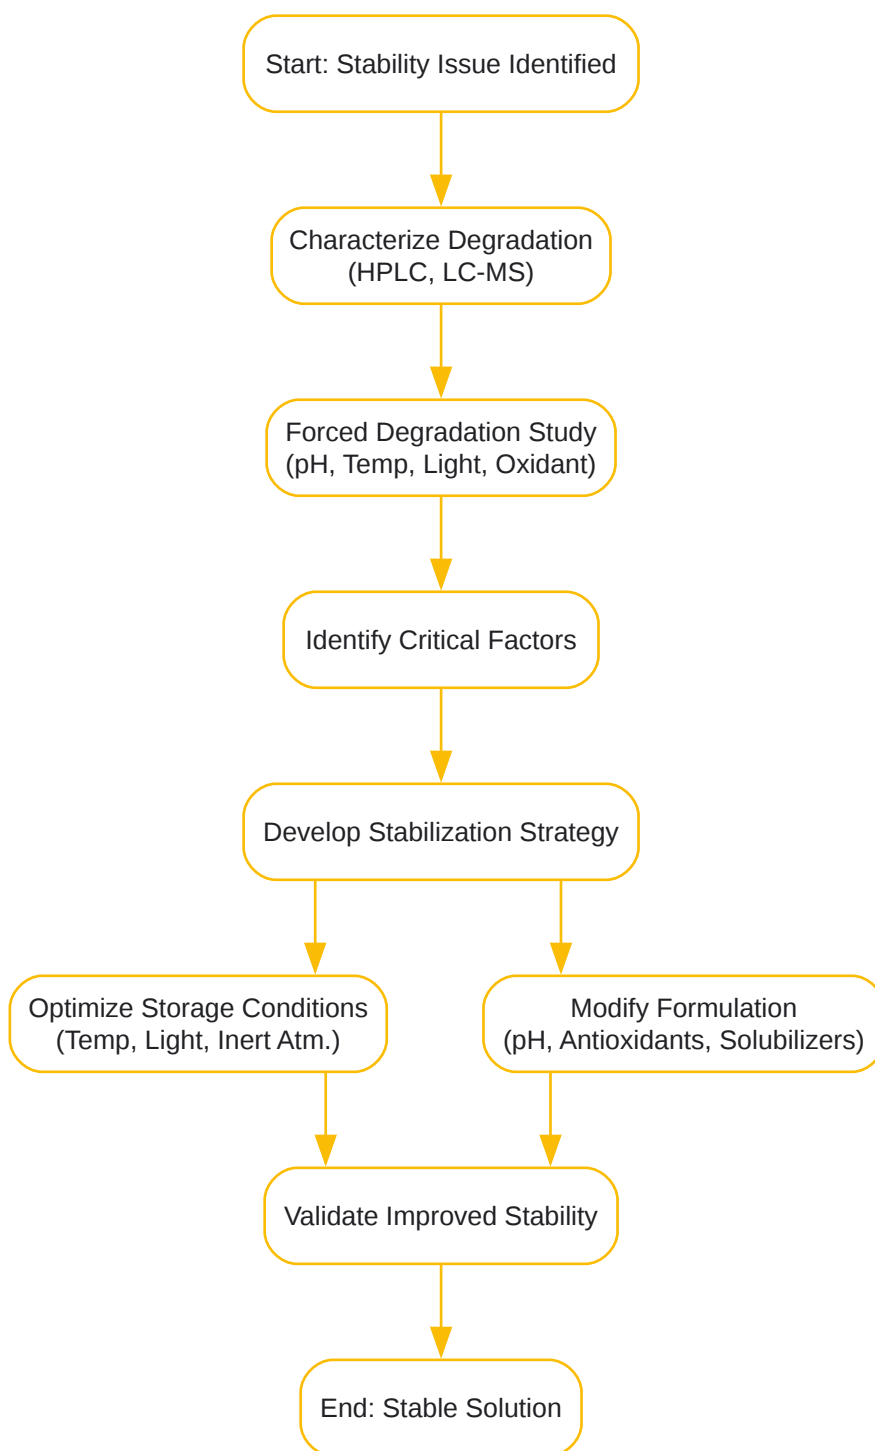 Start: Stability Issue Identified
Characterize Degradation
(HPLC, LC-MS)
Forced Degradation Study
(pH, Temp, Light, Oxidant)
Identify Critical Factors
Develop Stabilization Strategy
Optimize Storage Conditions
(Temp, Light, Inert Atm.)
Modify Formulation
(pH, Antioxidants, Solubilizers)
Validate Improved Stability
End: Stable Solution